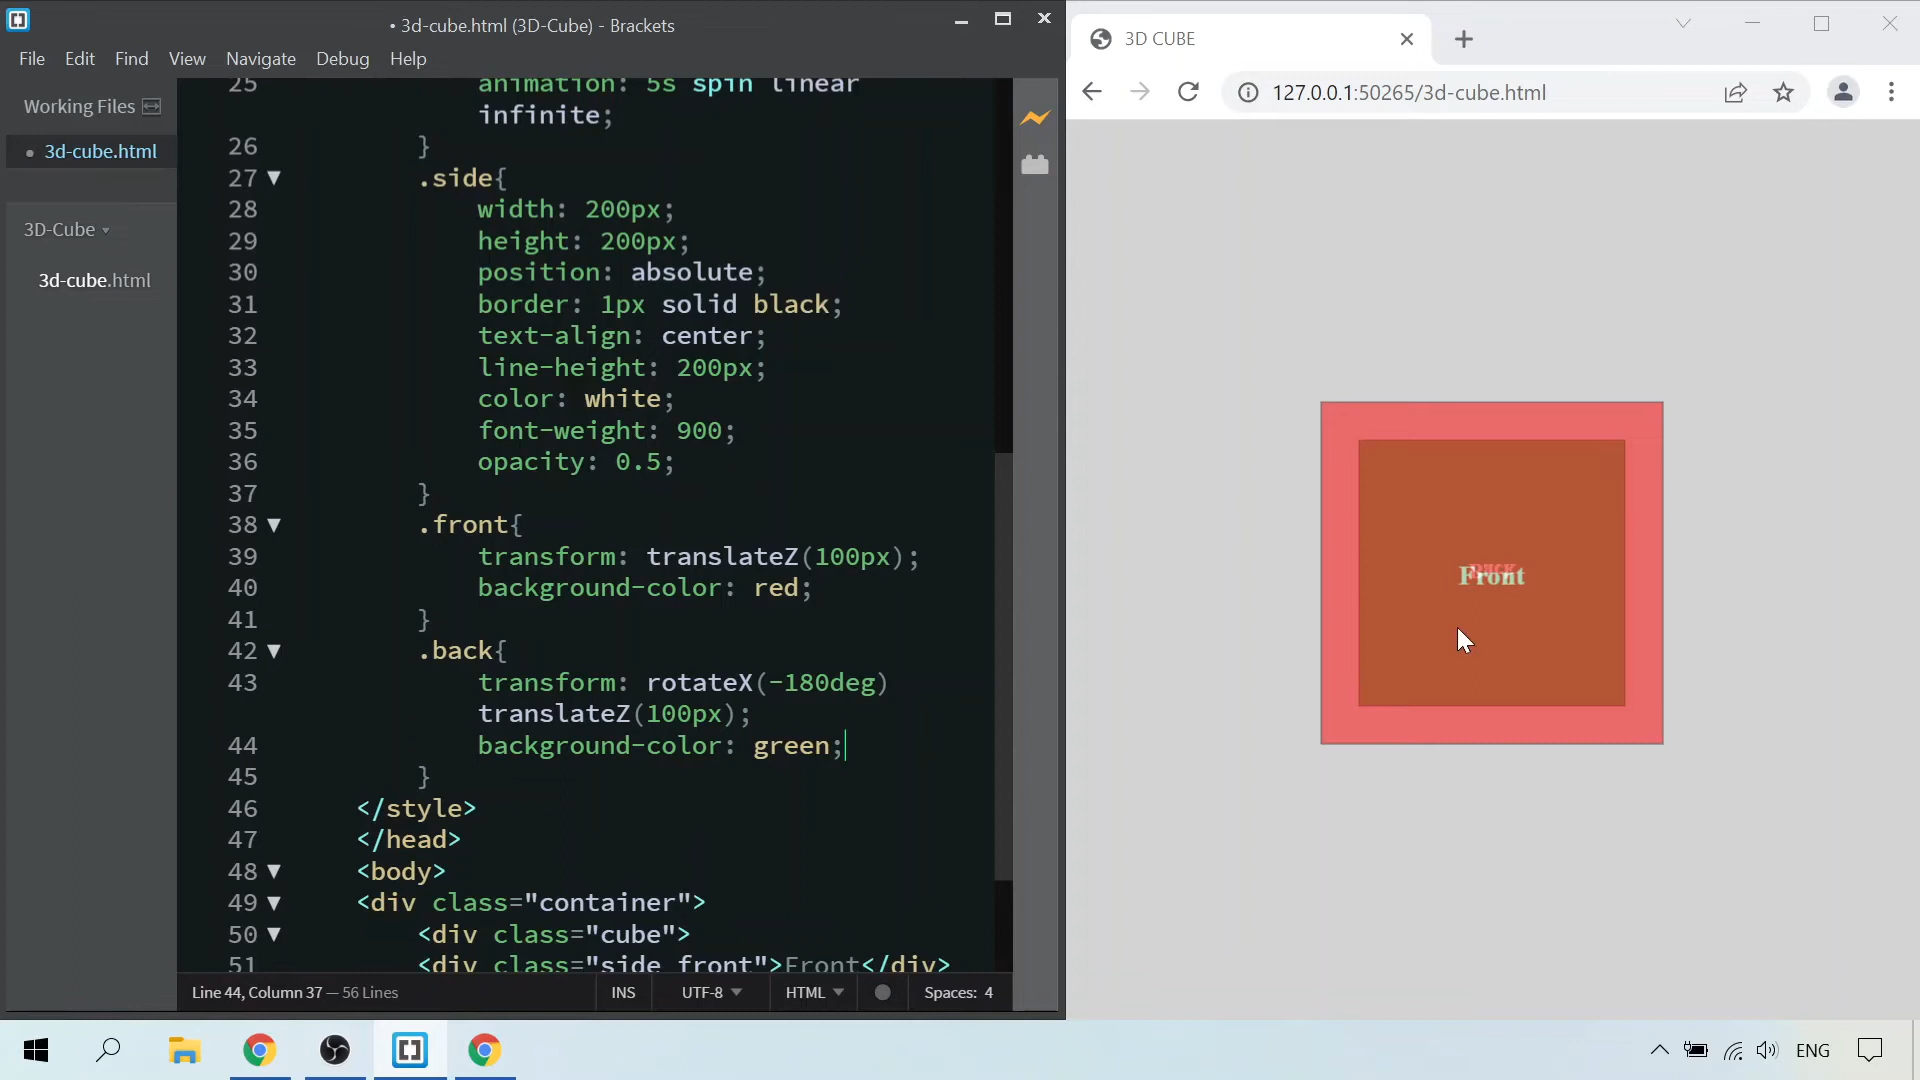 • 3d-cube.html (3D-Cube) - Brackets
File Edit Find View Navigate Debug Help
Working Files
• 3d-cube.html
3D-Cube
3d-cube.html
25 animation: 5s spin linear
infinite;
26 }
27 .side{
28 width: 200px;
29 height: 200px;
30 position: absolute;
31 border: 1px solid black;
32 text-align: center;
33 line-height: 200px;
34 color: white;
35 font-weight: 900;
36 opacity: 0.5;
37 }
38 .front{
39 transform: translateZ(100px);
40 background-color: red;
41 }
42 .back{
43 transform: rotateX(-180deg)
translateZ(100px);
44 background-color: green;
45 }
46 </style>
47 </head>
48 <body>
49 <div class="container">
50 <div class="cube">
51 <div class="side front">Front</div>
Line 44, Column 37 — 56 Lines
INS UTF-8 HTML Spaces: 4
3D CUBE
127.0.0.1:50265/3d-cube.html
Front
ENG